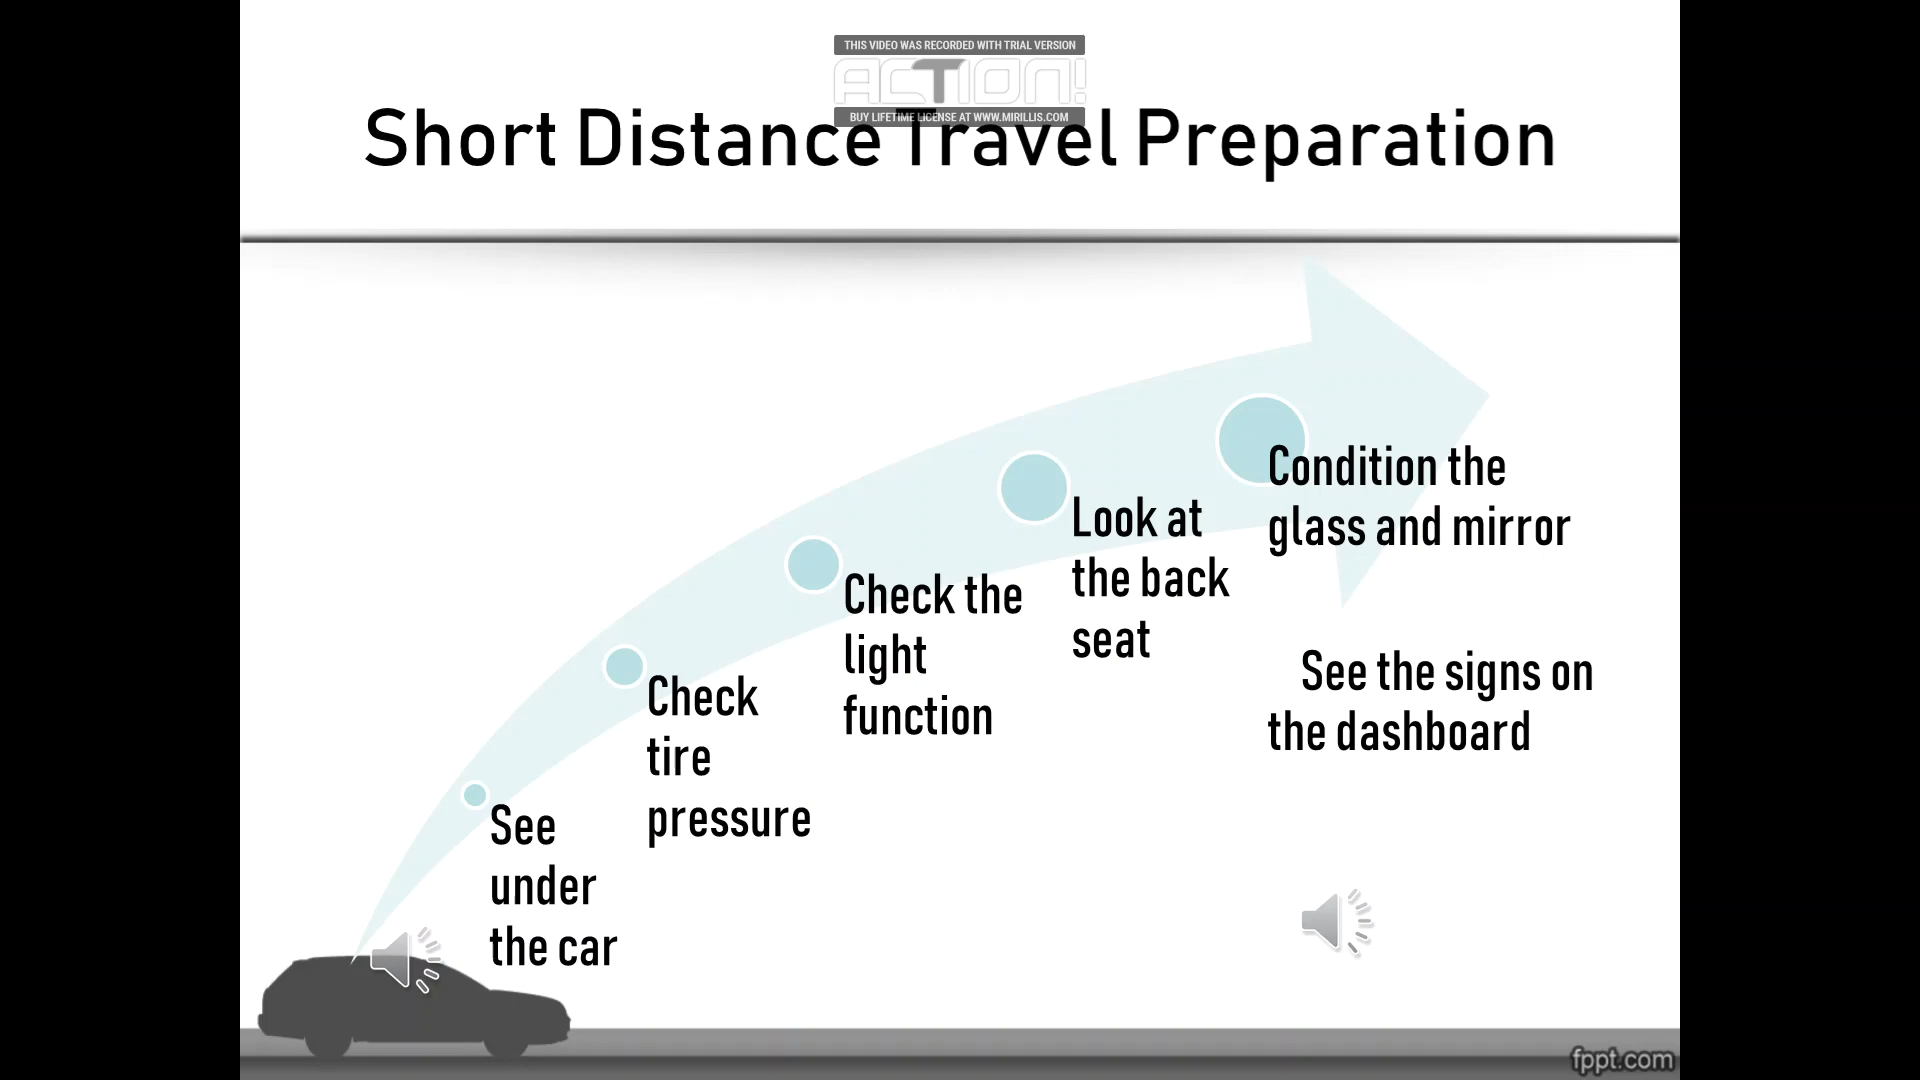 THIS VIDEO WAS RECORDED WITH TRIAL VERSION
ACTION!
BUY LIFETIME LICENSE AT WWW.MIRILLIS.COM
Short Distance Travel Preparation
See
under
the car
Check
tire
pressure
Check the
light
function
Look at
the back
seat
Condition the
glass and mirror
See the signs on
the dashboard
fppt.com